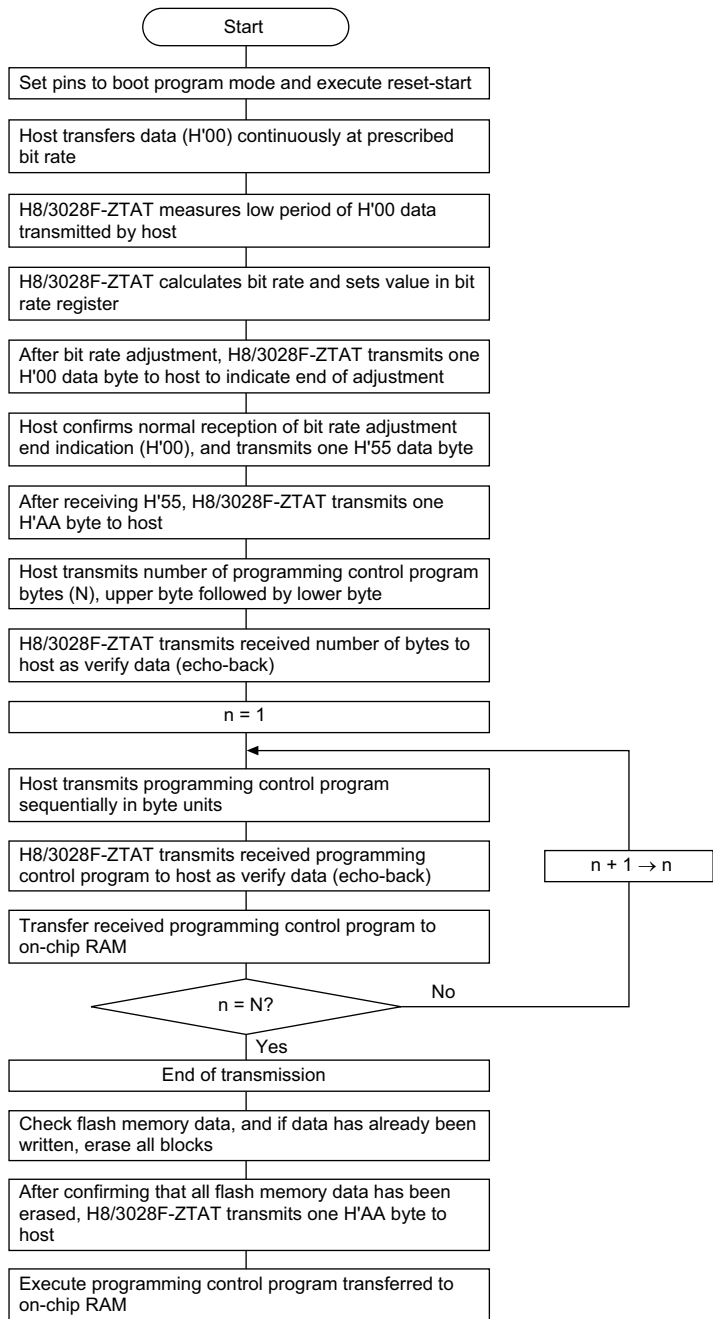 Start
Set pins to boot program mode and execute reset-start
Host transfers data (H'00) continuously at prescribed
bit rate
H8/3028F-ZTAT measures low period of H'00 data
transmitted by host
H8/3028F-ZTAT calculates bit rate and sets value in bit
rate register
After bit rate adjustment, H8/3028F-ZTAT transmits one
H'00 data byte to host to indicate end of adjustment
Host confirms normal reception of bit rate adjustment
end indication (H'00), and transmits one H'55 data byte
After receiving H'55, H8/3028F-ZTAT transmits one
H'AA byte to host
Host transmits number of programming control program
bytes (N), upper byte followed by lower byte
H8/3028F-ZTAT transmits received number of bytes to
host as verify data (echo-back)
n = 1
Host transmits programming control program
sequentially in byte units
H8/3028F-ZTAT transmits received programming
control program to host as verify data (echo-back)
n + 1 → n
Transfer received programming control program to
on-chip RAM
n = N?
No
Yes
End of transmission
Check flash memory data, and if data has already been
written, erase all blocks
After confirming that all flash memory data has been
erased, H8/3028F-ZTAT transmits one H'AA byte to
host
Execute programming control program transferred to
on-chip RAM